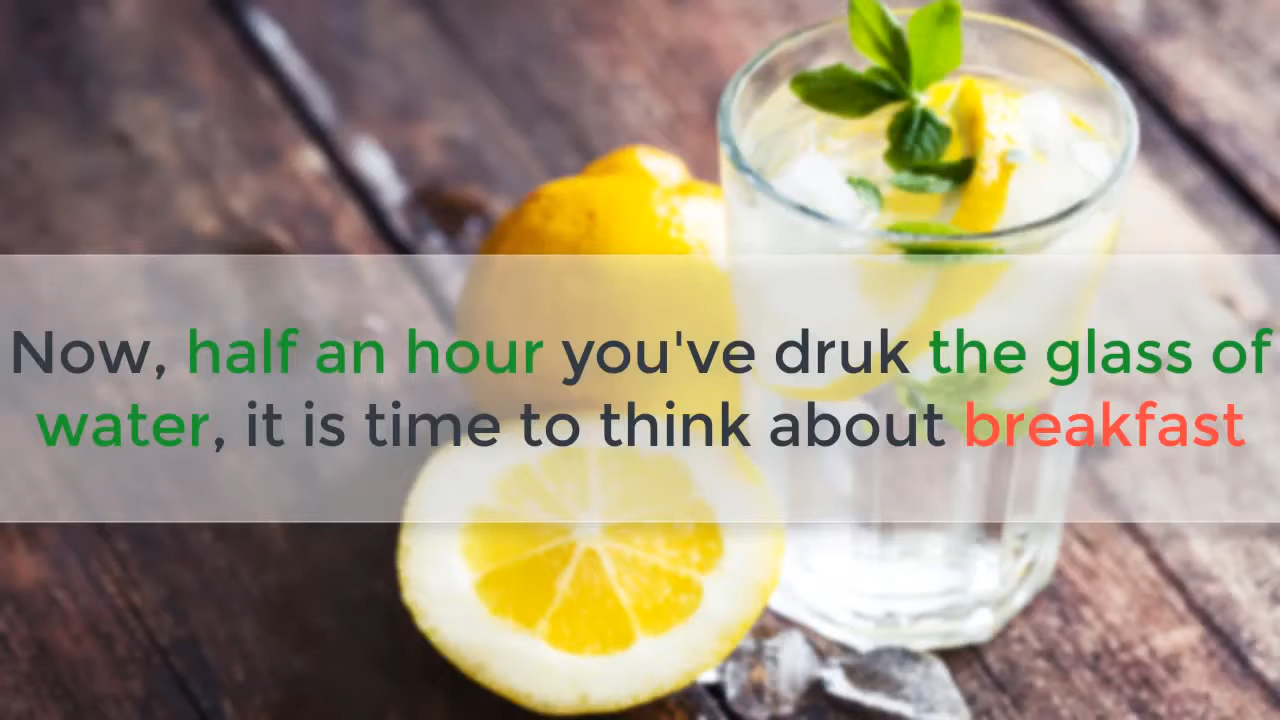 Now, half an hour you've druk the glass of
water, it is time to think about breakfast